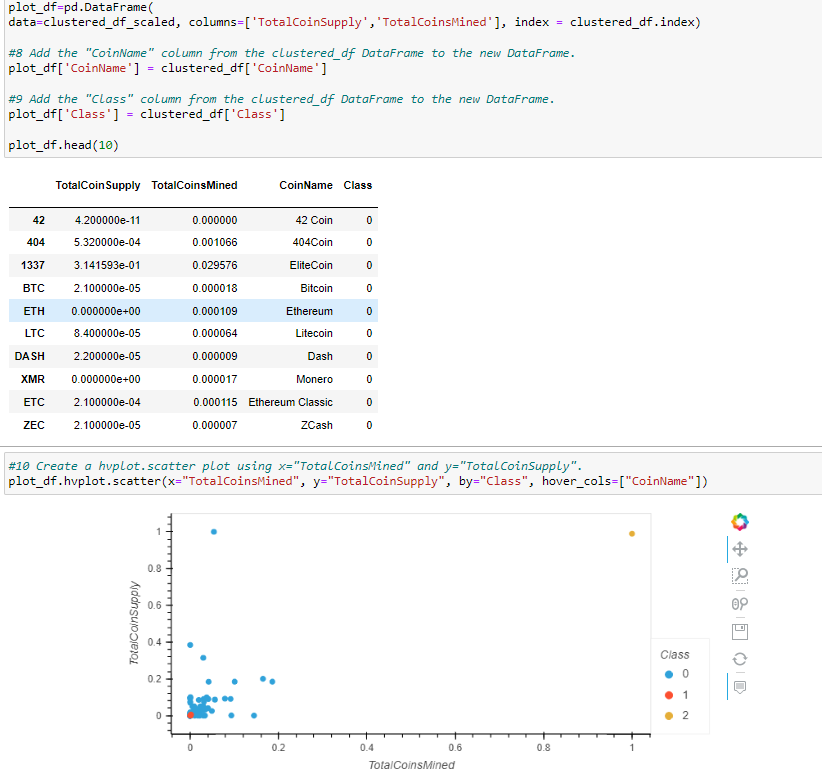 plot_df=pd.DataFrame(
data=clustered_df_scaled, columns=['TotalCoinSupply','TotalCoinsMined'], index = clustered_df.index)
#8 Add the "CoinName" column from the clustered_df DataFrame to the new DataFrame.
plot_df['CoinName'] = clustered_df['CoinName']
#9 Add the "Class" column from the clustered_df DataFrame to the new DataFrame.
plot_df['Class'] = clustered_df['Class']
plot_df.head(10)
TotalCoinSupply TotalCoinsMined CoinName Class
42 4.200000e-11 0.000000 42 Coin 0
404 5.320000e-04 0.001066 404Coin 0
1337 3.141593e-01 0.029576 EliteCoin 0
BTC 2.100000e-05 0.000018 Bitcoin 0
ETH 0.000000e+00 0.000109 Ethereum 0
LTC 8.400000e-05 0.000064 Litecoin 0
DASH 2.200000e-05 0.000009 Dash 0
XMR 0.000000e+00 0.000017 Monero 0
ETC 2.100000e-04 0.000115 Ethereum Classic 0
ZEC 2.100000e-05 0.000007 ZCash 0
#10 Create a hvplot.scatter plot using x="TotalCoinsMined" and y="TotalCoinSupply".
plot_df.hvplot.scatter(x="TotalCoinsMined", y="TotalCoinSupply", by="Class", hover_cols=["CoinName"])
TotalCoinSupply
1
0.8
0.6
0.4
0.2
0
0 0.2 0.4 0.6 0.8 1
TotalCoinsMined
Class
0
1
2